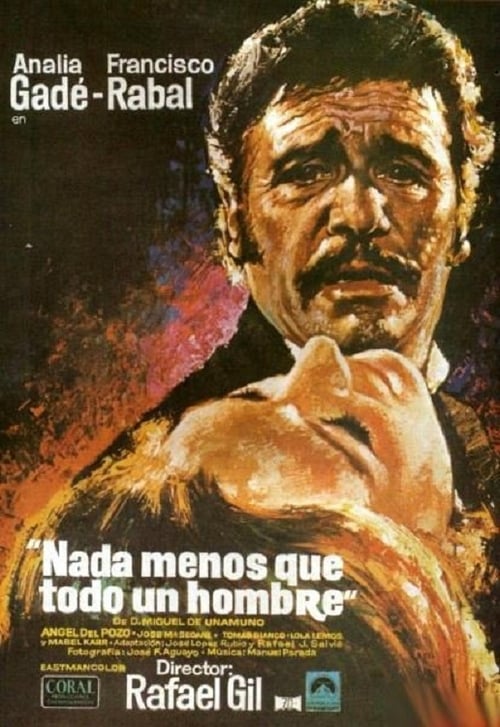 Analia Francisco
Gadé-Rabal
en
"Nada menos que
todo un hombre"
DE D. MIGUEL DE UNAMUNO
ANGEL DEL POZO · JOSE Mª SEOANE · TOMAS BLANCO · LOLA LEMOS
Y MABEL KARR · Adaptación: José López Rubio y Rafael J. Salviá
Fotografía: José F. Aguayo · Música: Manuel Parada
EASTMANCOLOR
Director:
CORAL
Rafael Gil